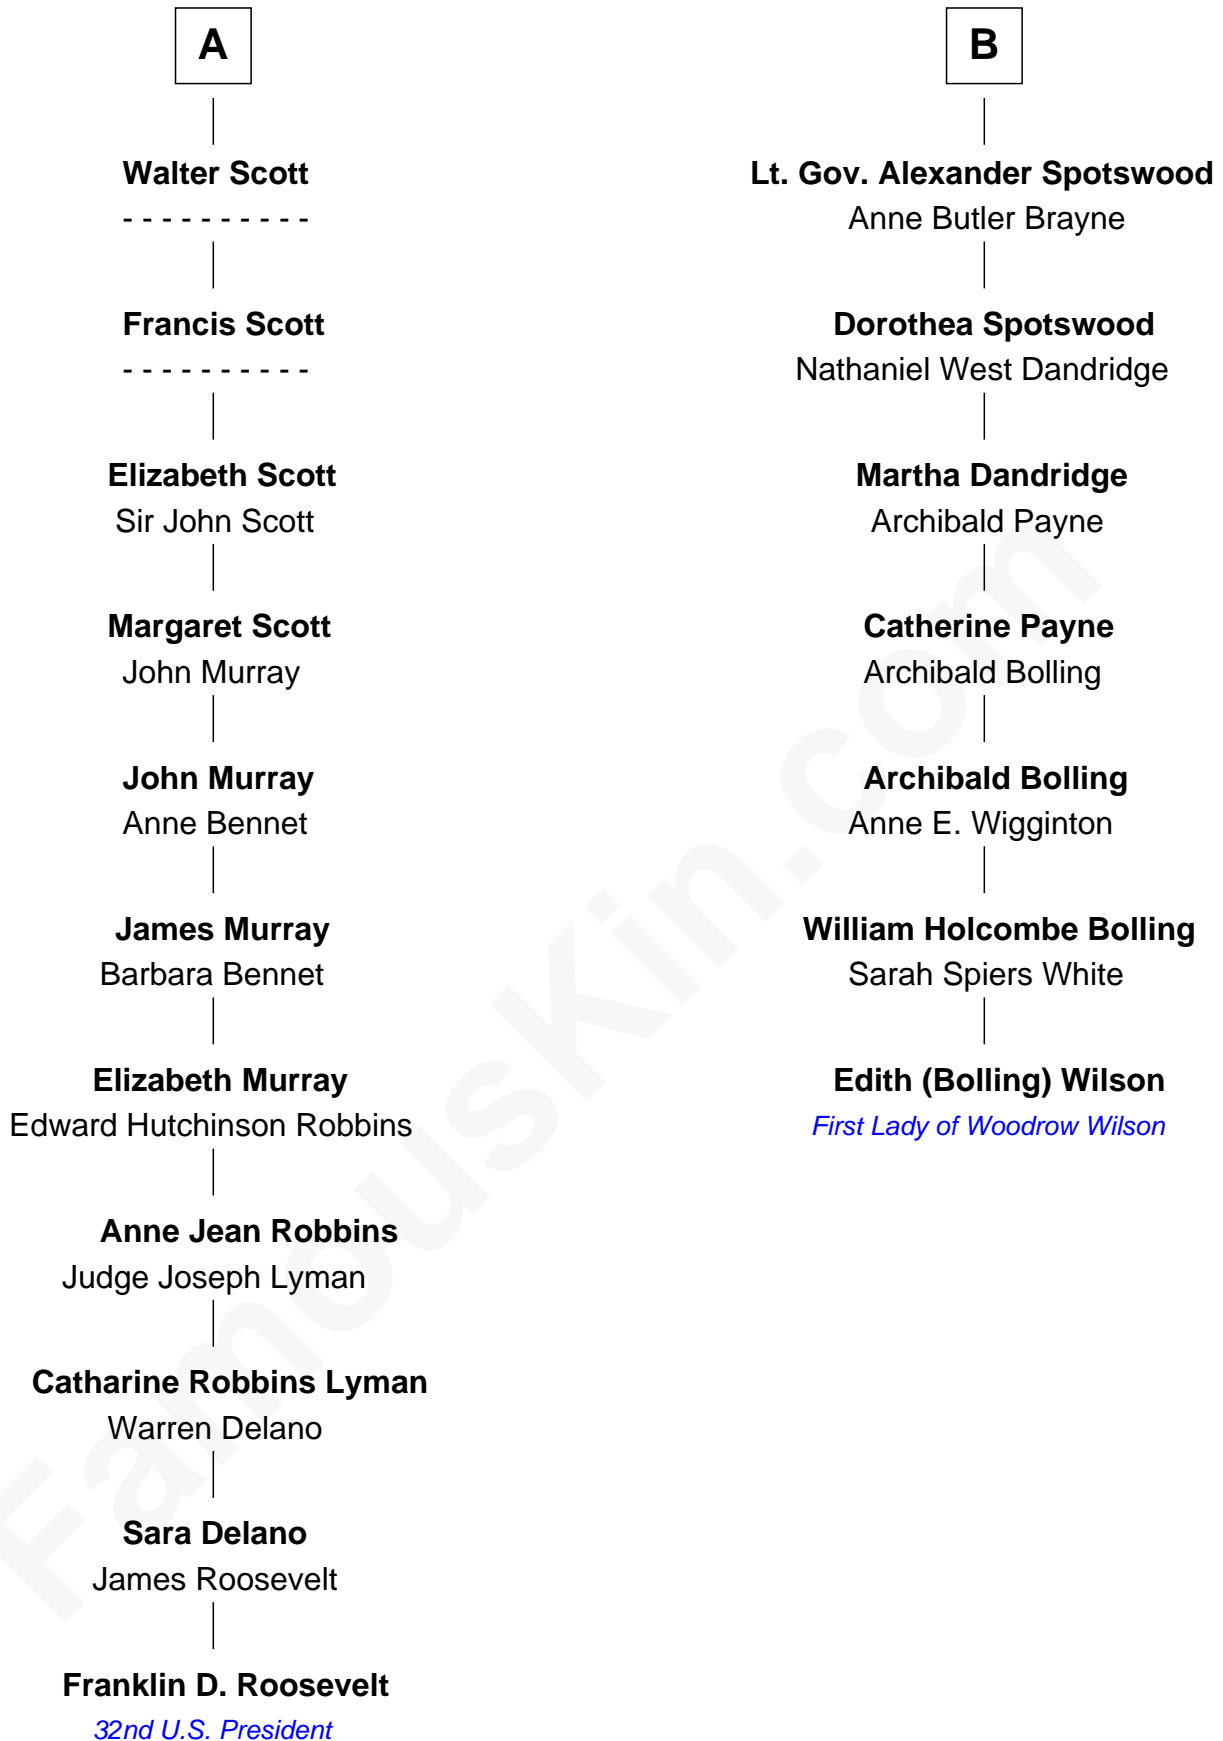 A
Walter Scott
- - - - - - - - - -
Francis Scott
- - - - - - - - - -
Elizabeth Scott
Sir John Scott
Margaret Scott
John Murray
John Murray
Anne Bennet
James Murray
Barbara Bennet
Elizabeth Murray
Edward Hutchinson Robbins
Anne Jean Robbins
Judge Joseph Lyman
Catharine Robbins Lyman
Warren Delano
Sara Delano
James Roosevelt
Franklin D. Roosevelt
32nd U.S. President
B
Lt. Gov. Alexander Spotswood
Anne Butler Brayne
Dorothea Spotswood
Nathaniel West Dandridge
Martha Dandridge
Archibald Payne
Catherine Payne
Archibald Bolling
Archibald Bolling
Anne E. Wigginton
William Holcombe Bolling
Sarah Spiers White
Edith (Bolling) Wilson
First Lady of Woodrow Wilson
FamousKin.com